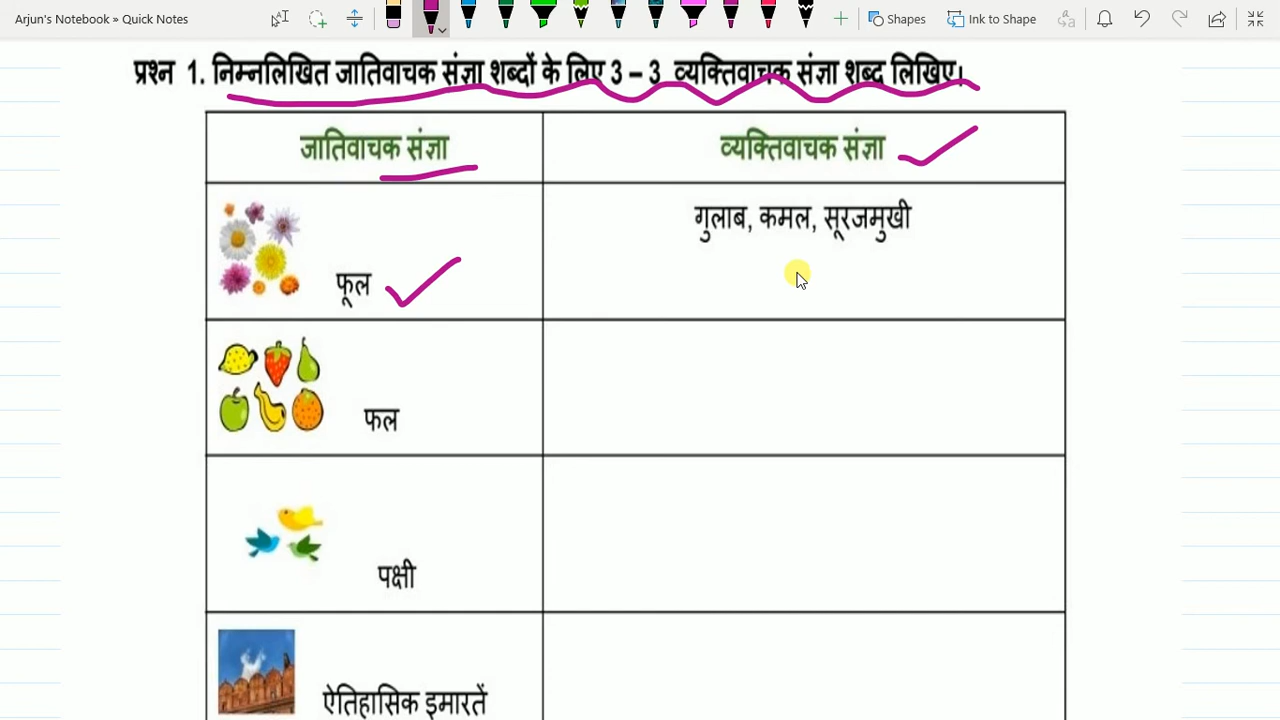 Arjun's Notebook » Quick Notes
Shapes
Ink to Shape
प्रश्न 1. निम्नलिखित जातिवाचक संज्ञा शब्दों के लिए 3 – 3 व्यक्तिवाचक संज्ञा शब्द लिखिए।
जातिवाचक संज्ञा
व्यक्तिवाचक संज्ञा
फूल
गुलाब, कमल, सूरजमुखी
फल
पक्षी
ऐतिहासिक इमारतें